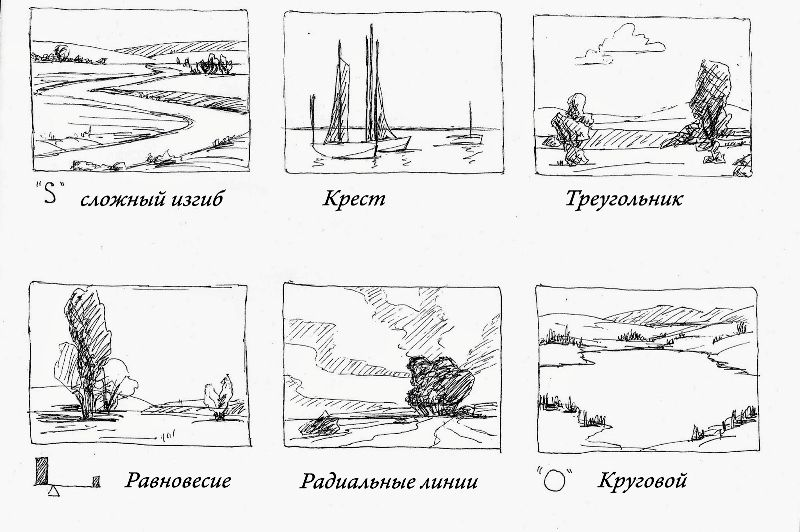 "S" сложный изгиб
Крест
Треугольник
Равновесие
Радиальные линии
"O" Круговой